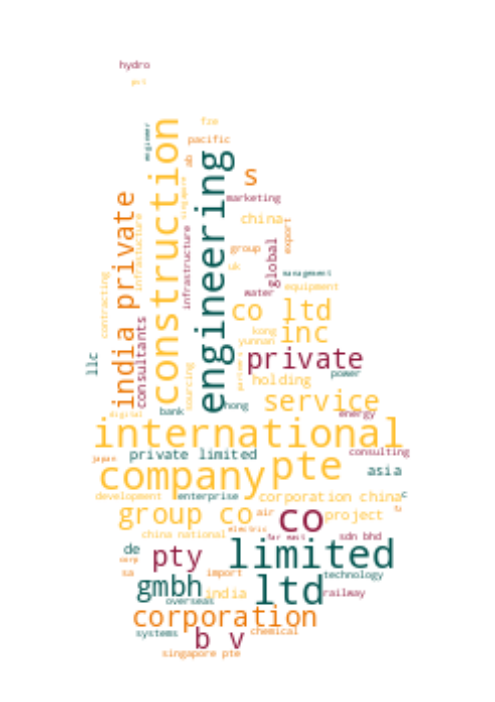 hydro
pvt
fze
engineer
pacific
construction
engineering
ab
s
singapore
india private
marketing
infrastructure
china
infrastructure
export
group
global
uk
management
contracting
water
equipment
co ltd
consultants
kong
inc
yunnan
llc
private
partners
sourcing
power
holding
service
hong
bank
digital
energy
international
private limited
consulting
japan
company
pte
asia
development
enterprise
corporation china
c
group co
air
co
project
electric
china national
far east
sdn bhd
de
pty
limited
corp
sa
import
technology
gmbh
india
ltd
railway
overseas
corporation
systems
b v
chemical
singapore pte